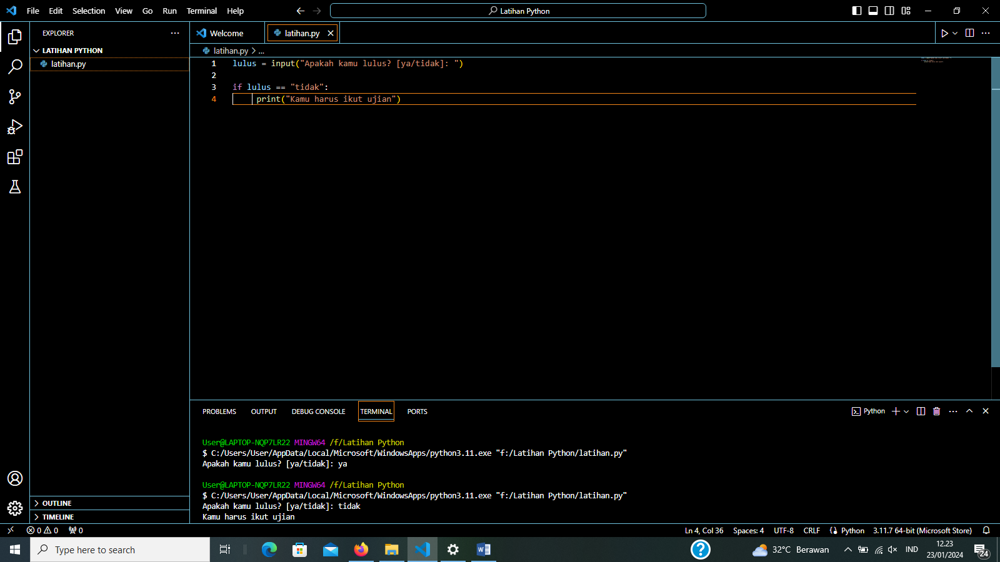 File Edit Selection View Go Run Terminal Help
Latihan Python
EXPLORER
Welcome
latihan.py
LATIHAN PYTHON
latihan.py > ...
latihan.py
1 lulus = input("Apakah kamu lulus? [ya/tidak]: ")
2
3 if lulus == "tidak":
4 print("Kamu harus ikut ujian")
PROBLEMS OUTPUT DEBUG CONSOLE TERMINAL PORTS
Python
User@LAPTOP-NQP7LR22 MINGW64 /f/Latihan Python
$ C:/Users/User/AppData/Local/Microsoft/WindowsApps/python3.11.exe "f:/Latihan Python/latihan.py"
Apakah kamu lulus? [ya/tidak]: ya
User@LAPTOP-NQP7LR22 MINGW64 /f/Latihan Python
$ C:/Users/User/AppData/Local/Microsoft/WindowsApps/python3.11.exe "f:/Latihan Python/latihan.py"
Apakah kamu lulus? [ya/tidak]: tidak
Kamu harus ikut ujian
OUTLINE
TIMELINE
0 0 0
Ln 4, Col 36 Spaces: 4 UTF-8 CRLF Python 3.11.7 64-bit (Microsoft Store)
Type here to search
32°C Berawan
IND
12.23
23/01/2024
24